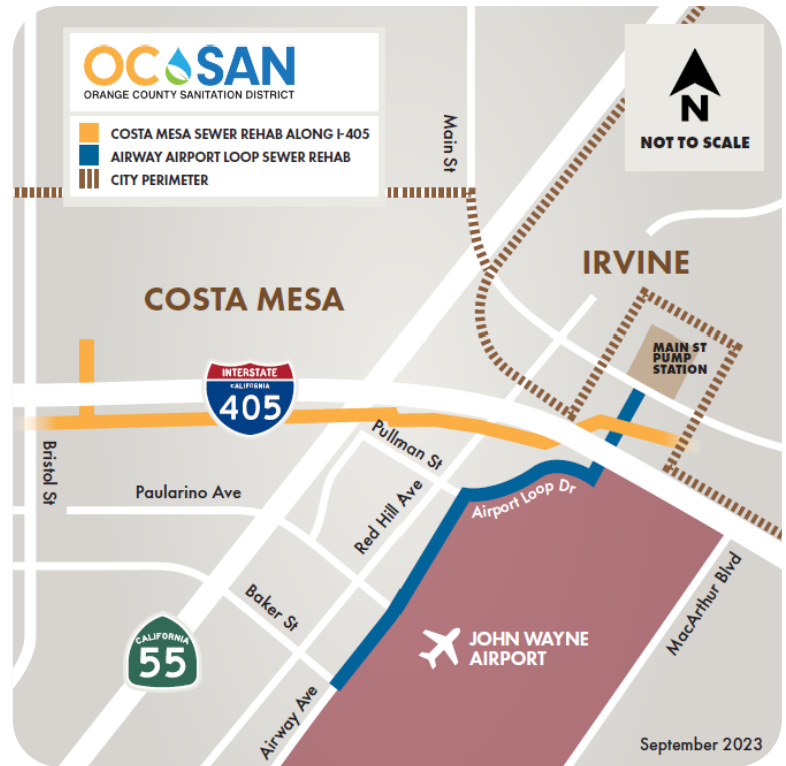 OC SAN
ORANGE COUNTY SANITATION DISTRICT
COSTA MESA SEWER REHAB ALONG I-405
AIRWAY AIRPORT LOOP SEWER REHAB
CITY PERIMETER
N
NOT TO SCALE
Main St
COSTA MESA
IRVINE
MAIN ST
PUMP
STATION
INTERSTATE
CALIFORNIA
405
Bristol St
Pullman St
Paularino Ave
Red Hill Ave
Airport Loop Dr
Baker St
MacArthur Blvd
CALIFORNIA
55
JOHN WAYNE
AIRPORT
Airway Ave
September 2023